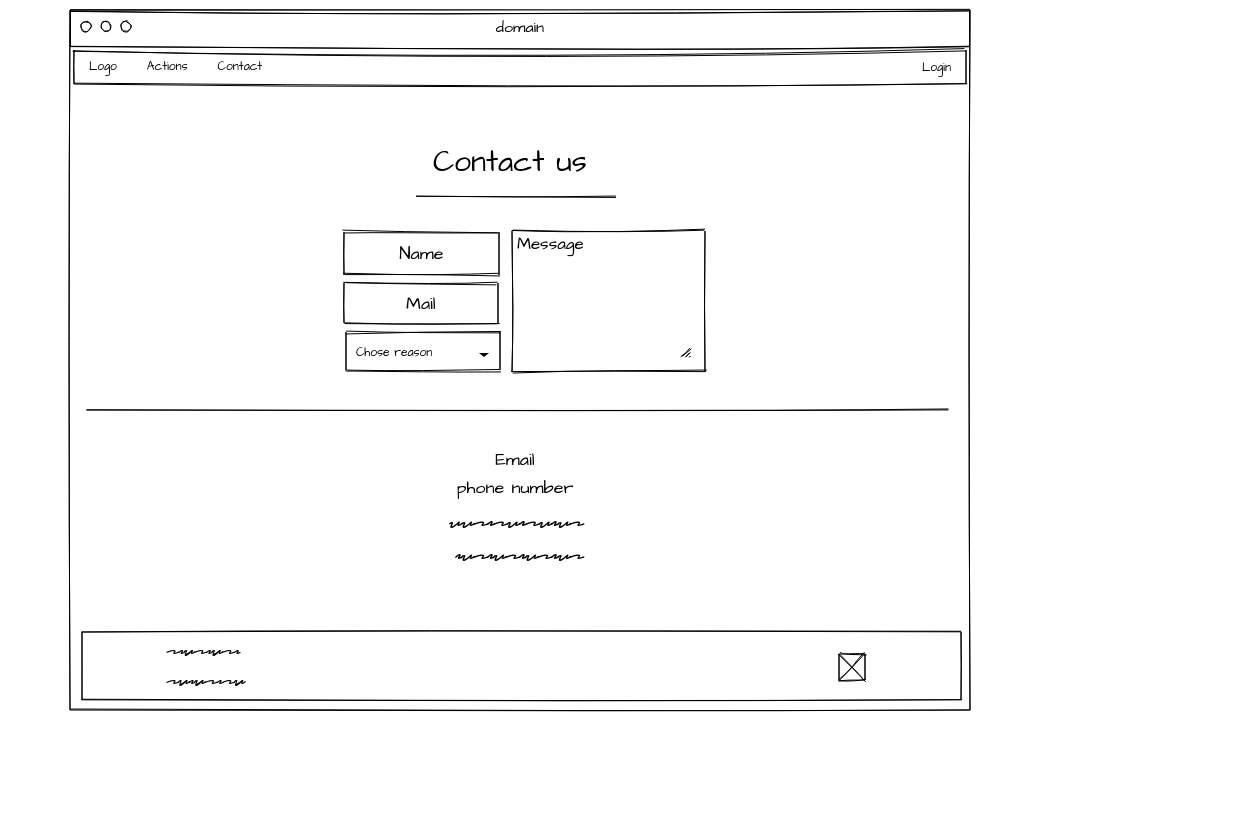 domain
Logo Actions Contact Login
Contact us
Name
Message
Mail
Chose reason
Email
phone number